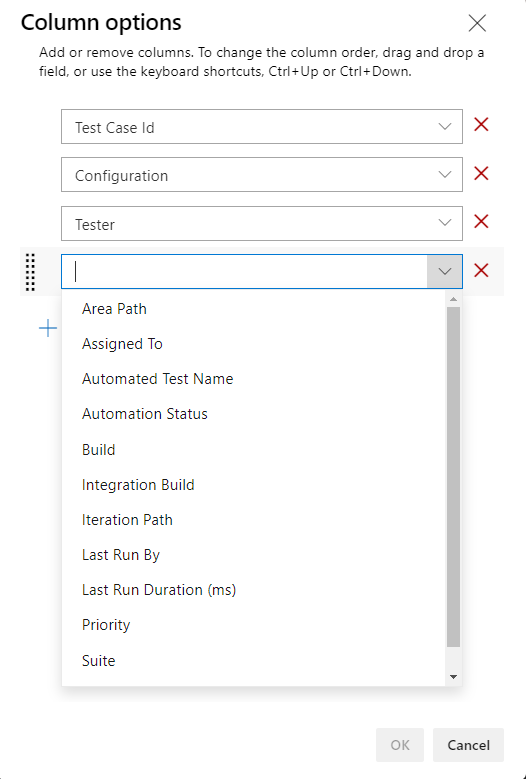 Column options
Add or remove columns. To change the column order, drag and drop a
field, or use the keyboard shortcuts, Ctrl+Up or Ctrl+Down.
Test Case Id
Configuration
Tester
Area Path
Assigned To
Automated Test Name
Automation Status
Build
Integration Build
Iteration Path
Last Run By
Last Run Duration (ms)
Priority
Suite
OK
Cancel